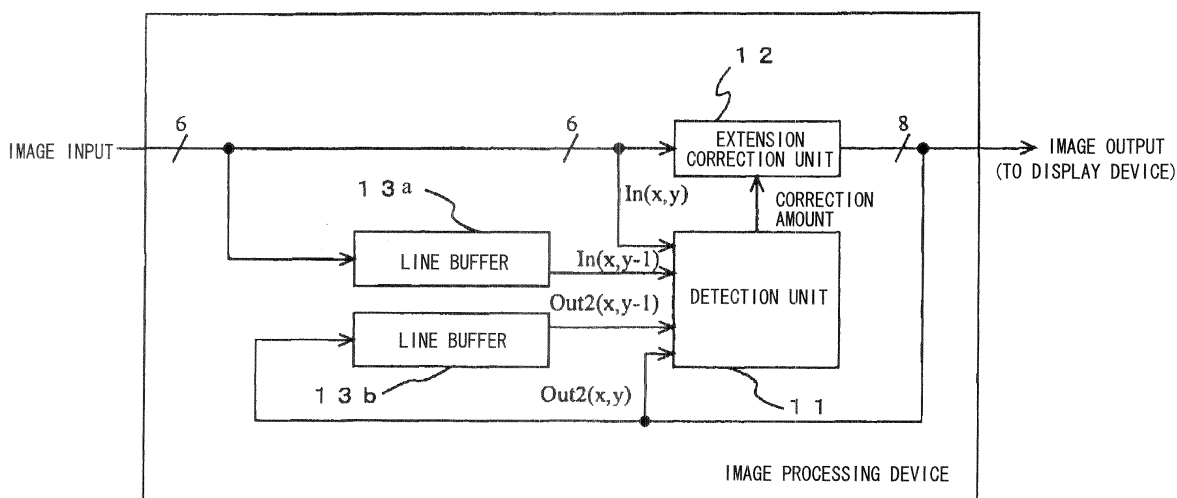 1 2
6
6
8
IMAGE INPUT
EXTENSION
CORRECTION UNIT
IMAGE OUTPUT
(TO DISPLAY DEVICE)
1 3 a
In(x,y)
CORRECTION
AMOUNT
LINE BUFFER
In(x,y-1)
DETECTION UNIT
Out2(x,y-1)
LINE BUFFER
1 3 b
Out2(x,y)
1 1
IMAGE PROCESSING DEVICE